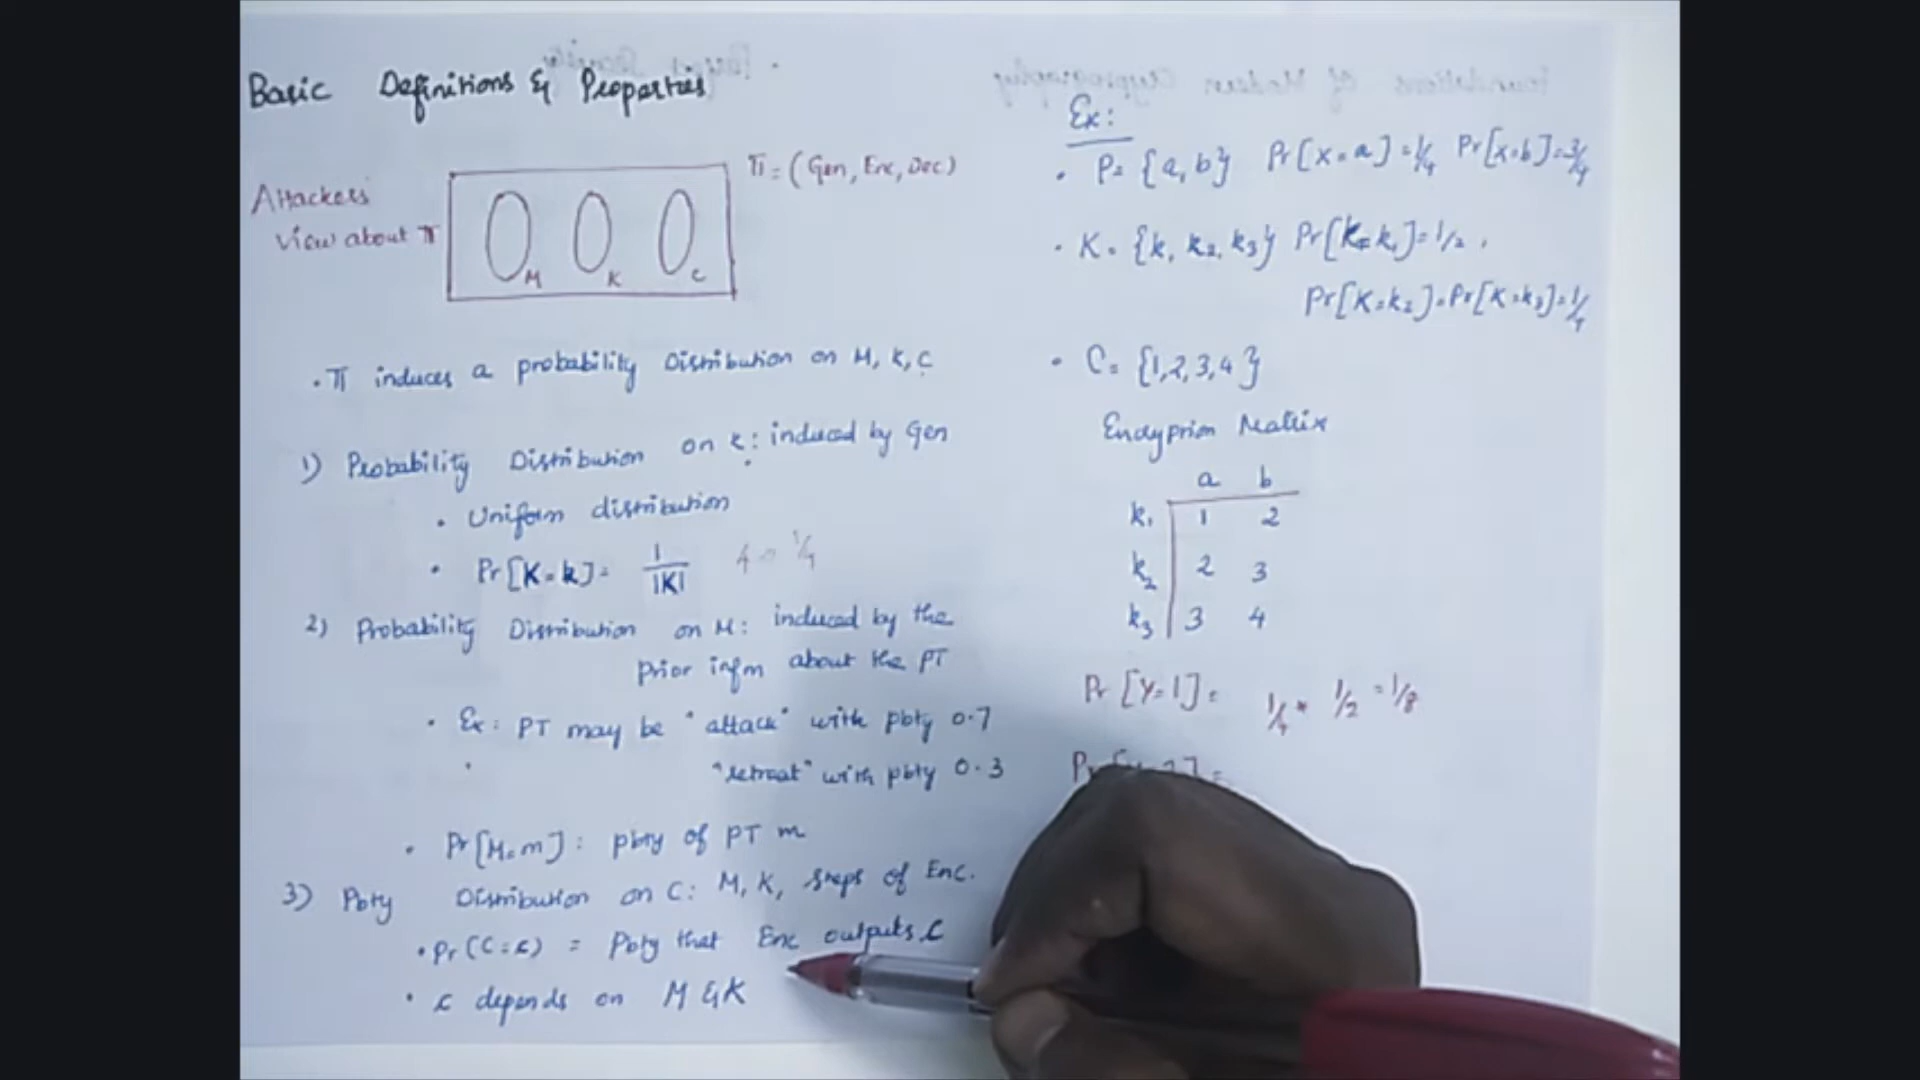 Basic Definitions & Properties
Attackers
View about π
M K C
π = (Gen, Enc, Dec)
• π induces a probability Distribution on M, K, C
1) Probability Distribution on K: induced by Gen
• Uniform distribution
• Pr[K=k] = 1/|K|
2) Probability Distribution on M: induced by the
Prior infm about the PT
• Ex: PT may be "attack" with pbty 0.7
"retreat" with pbty 0.3
• Pr[M=m]: pbty of PT m
3) Pbty Distribution on C: M, K, steps of Enc.
• Pr(C=c) = Pbty that Enc outputs c
• c depends on M & K
Ex:
• P= {a, b} Pr[x=a]=1/4 Pr[x=b]=3/4
• K= {k1, k2, k3} Pr[K=k1]=1/2,
Pr[K=k2]=Pr[K=k3]=1/4
• C= {1,2,3,4}
Encryprion Matrix
a b
k1 1 2
k2 2 3
k3 3 4
Pr [Y=1]= 1/4 * 1/2 = 1/8